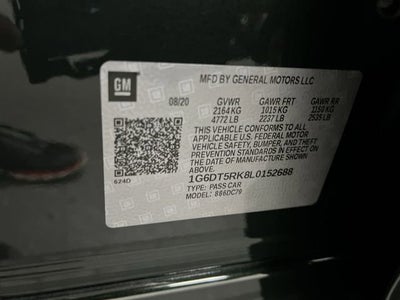 GM
MFD BY GENERAL MOTORS LLC
08/20 GVWR GAWR FRT GAWR RR
2164 KG 1015 KG 1150 KG
4772 LB 2237 LB 2535 LB
THIS VEHICLE CONFORMS TO ALL
APPLICABLE U.S. FEDERAL MOTOR
VEHICLE SAFETY, BUMPER, AND THEFT
PREVENTION STANDARDS IN EFFECT ON
THE DATE OF MANUFACTURE SHOWN
ABOVE.
624D
1G6DT5RK8L0152688
TYPE: PASS CAR
MODEL: 886DC79